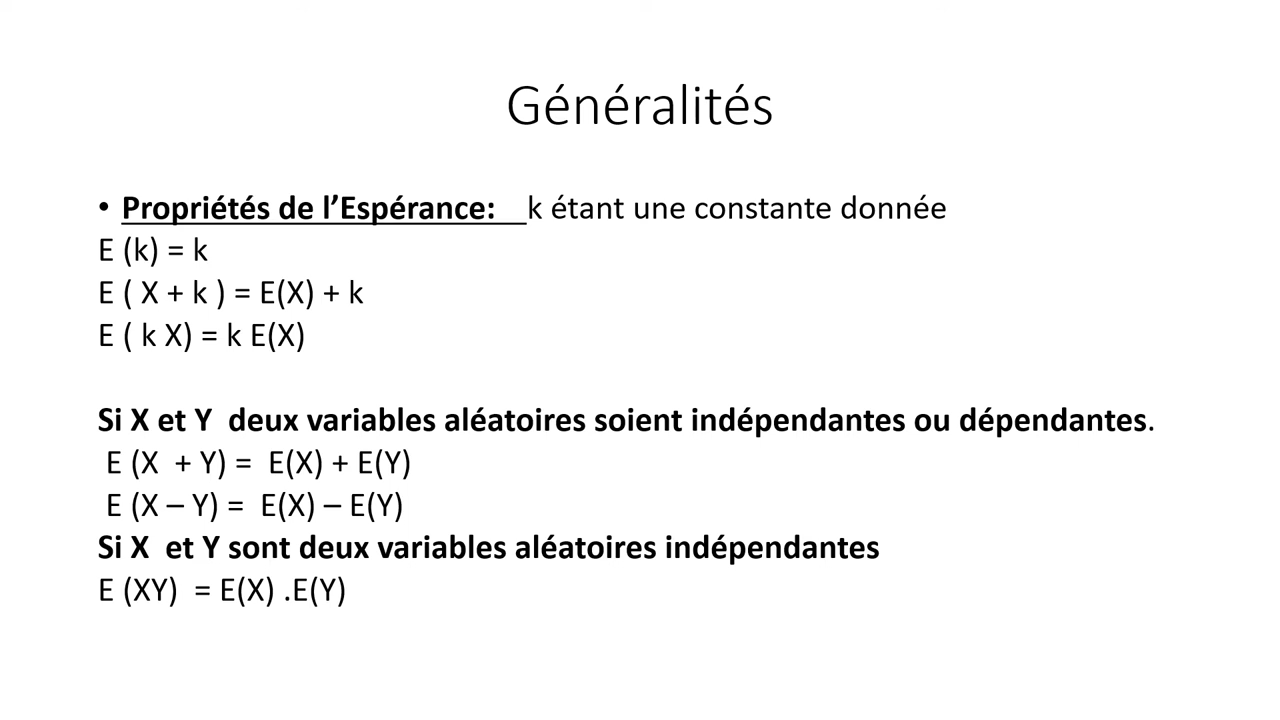 Généralités
• Propriétés de l’Espérance: k étant une constante donnée
E (k) = k
E ( X + k ) = E(X) + k
E ( k X) = k E(X)
Si X et Y deux variables aléatoires soient indépendantes ou dépendantes.
E (X + Y) = E(X) + E(Y)
E (X – Y) = E(X) – E(Y)
Si X et Y sont deux variables aléatoires indépendantes
E (XY) = E(X) .E(Y)